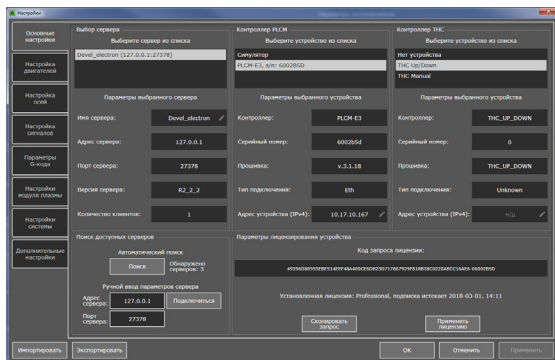 Настройки
Основные
настройки
Настройка
двигателей
Настройка
осей
Настройка
сигналов
Параметры
G-кода
Настройки
модуля плазмы
Настройки
системы
Дополнительные
настройки
Выбор сервера
Выберите сервер из списка
Devel_electron (127.0.0.1:27378)
Параметры выбранного сервера
Имя сервера: Devel_electron
Адрес сервера: 127.0.0.1
Порт сервера: 27378
Версия сервера: R2_2_2
Количество клиентов: 1
Контроллер PLCM
Выберите устройство из списка
Симулятор
PLCM-E3, s/n: 6002B5D
Параметры выбранного устройства
Контроллер: PLCM-E3
Серийный номер: 6002b5d
Прошивка: v.3.1.18
Тип подключения: Eth
Адрес устройства (IPv4): 10.17.10.167
Контроллер THC
Выберите устройство из списка
Нет устройства
THC Up/Down
THC Manual
Параметры выбранного устройства
Контроллер: THC_UP_DOWN
Серийный номер: 0
Прошивка: THC_UP_DOWN
Тип подключения: Unknown
Адрес устройства (IPv4): n/a
Поиск доступных серверов
Автоматический поиск
Поиск
Обнаружено
серверов: 3
Ручной ввод параметров сервера
Адрес
сервера: 127.0.0.1 Подключиться
Порт
сервера: 27378
Параметры лицензирования устройства
Код запроса лицензии:
Установленная лицензия: Professional, подписка истекает 2018-03-01, 14:11
Скопировать
запрос
Применить
лицензию
Импортировать Экспортировать OK Отменить Применить